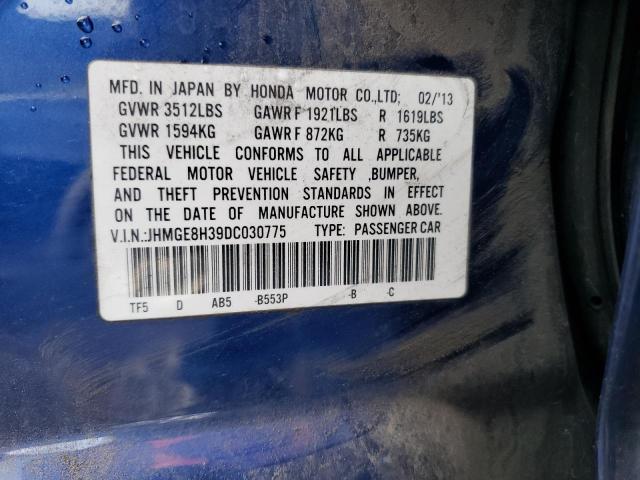 MFD. IN JAPAN BY HONDA MOTOR CO.,LTD; 02/'13
GVWR 3512LBS GAWR F 1921LBS R 1619LBS
GVWR 1594KG GAWR F 872KG R 735KG
THIS VEHICLE CONFORMS TO ALL APPLICABLE
FEDERAL MOTOR VEHICLE SAFETY ,BUMPER,
AND THEFT PREVENTION STANDARDS IN EFFECT
ON THE DATE OF MANUFACTURE SHOWN ABOVE.
V.I.N.:JHMGE8H39DC030775 TYPE: PASSENGER CAR
TF5 D AB5 -B553P -B -C